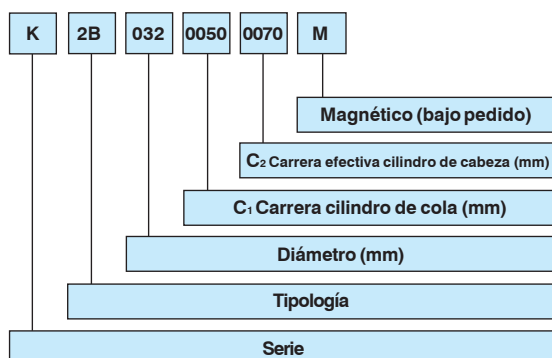 K 2B 032 0050 0070 M
Magnético (bajo pedido)
C2 Carrera efectiva cilindro de cabeza (mm)
C1 Carrera cilindro de cola (mm)
Diámetro (mm)
Tipología
Serie